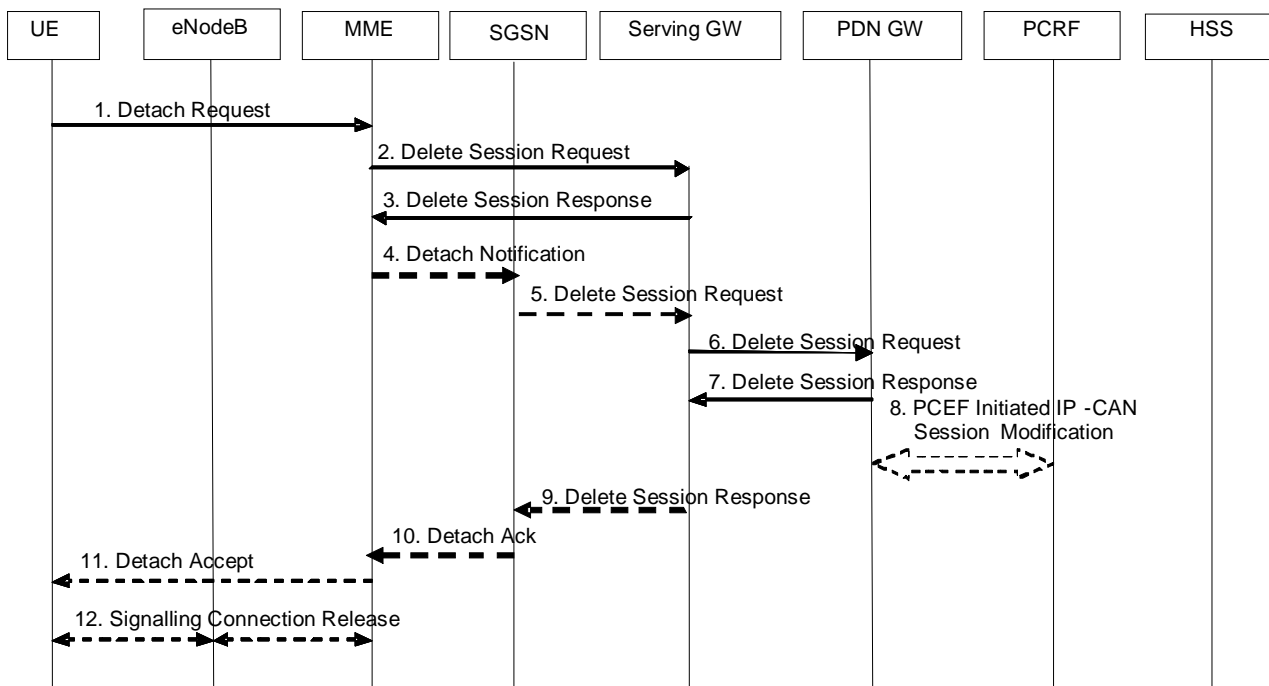 UE
eNodeB
MME
SGSN
Serving GW
PDN GW
PCRF
HSS
1. Detach Request
2. Delete Session Request
3. Delete Session Response
4. Detach Notification
5. Delete Session Request
6. Delete Session Request
7. Delete Session Response
8. PCEF Initiated IP -CAN
Session Modification
9. Delete Session Response
10. Detach Ack
11. Detach Accept
12. Signalling Connection Release